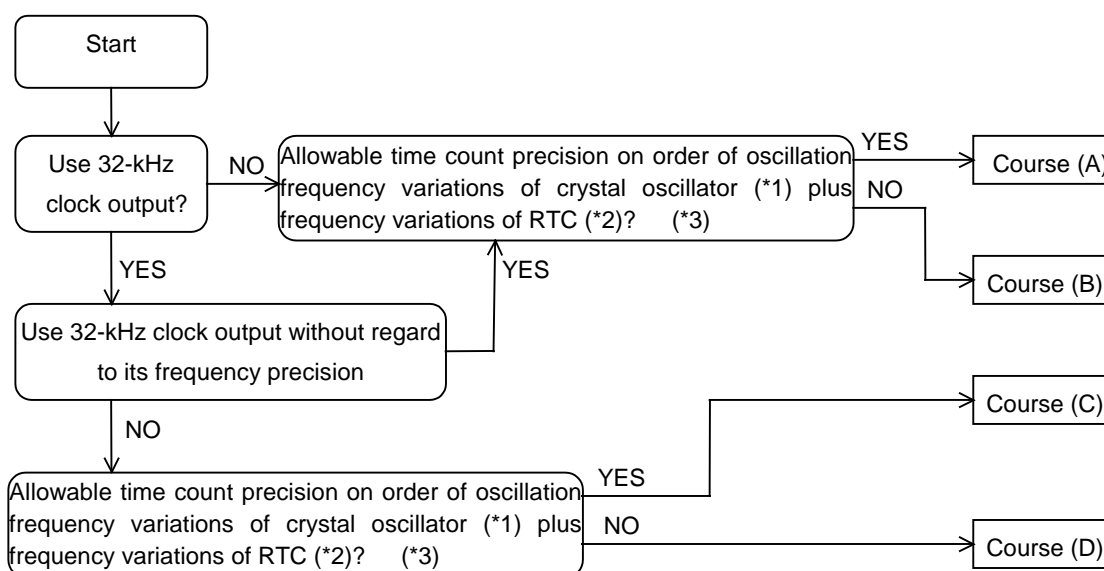 Start
Use 32-kHz
clock output?
NO
Allowable time count precision on order of oscillation
frequency variations of crystal oscillator (*1) plus
frequency variations of RTC (*2)? (*3)
YES
Course (A)
NO
Course (B)
YES
YES
Use 32-kHz clock output without regard
to its frequency precision
NO
Course (C)
Allowable time count precision on order of oscillation
frequency variations of crystal oscillator (*1) plus
frequency variations of RTC (*2)? (*3)
YES
NO
Course (D)